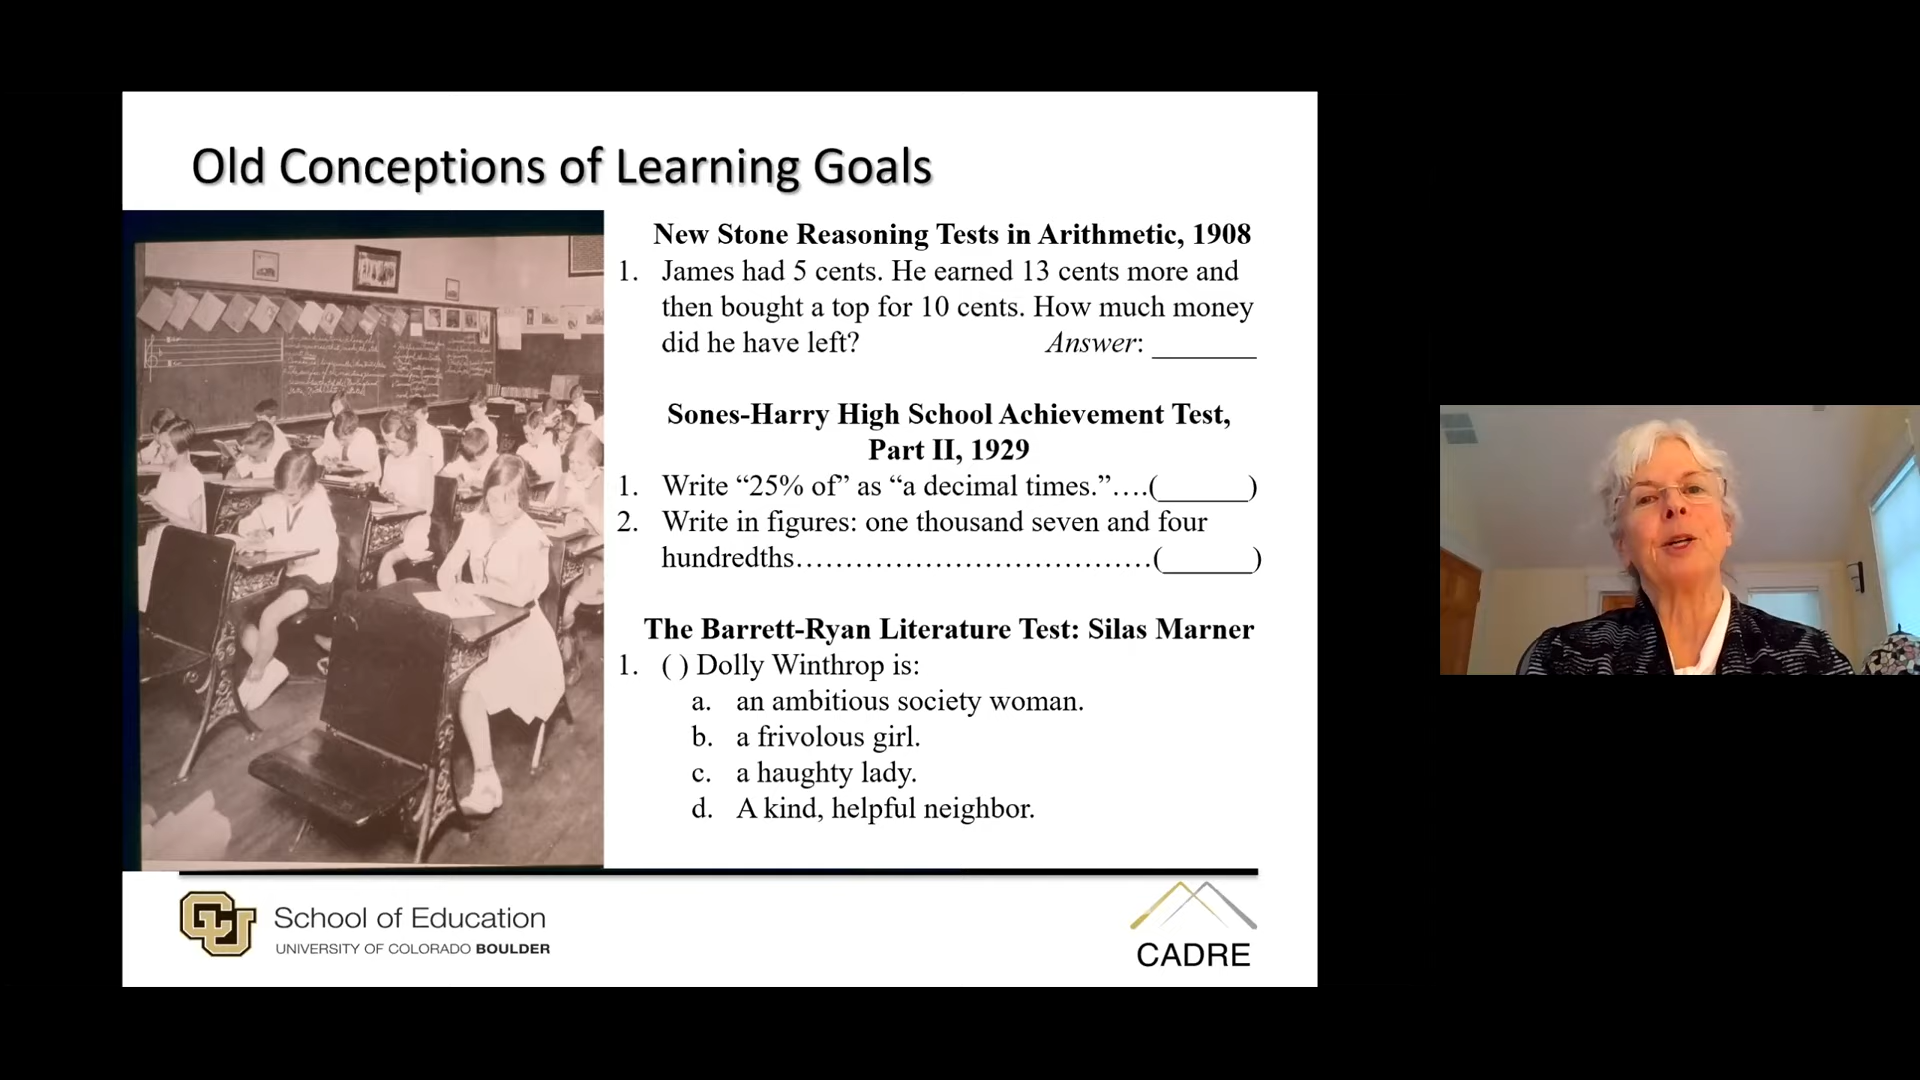 Old Conceptions of Learning Goals
New Stone Reasoning Tests in Arithmetic, 1908
1. James had 5 cents. He earned 13 cents more and
then bought a top for 10 cents. How much money
did he have left? Answer: _______
Sones-Harry High School Achievement Test,
Part II, 1929
1. Write “25% of” as “a decimal times.”….(______)
2. Write in figures: one thousand seven and four
hundredths………………………………(______)
The Barrett-Ryan Literature Test: Silas Marner
1. ( ) Dolly Winthrop is:
a. an ambitious society woman.
b. a frivolous girl.
c. a haughty lady.
d. A kind, helpful neighbor.
CU
School of Education
UNIVERSITY OF COLORADO BOULDER
CADRE